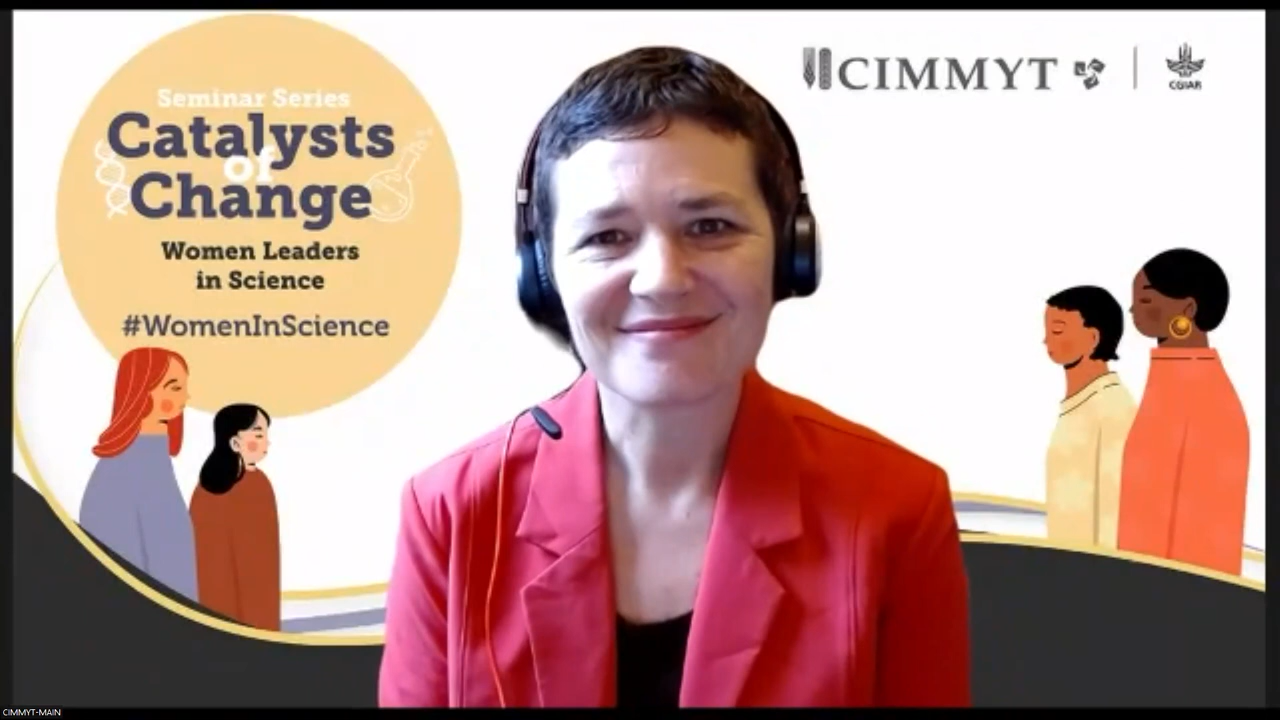 Seminar Series
Catalysts
of
Change
Women Leaders
in Science
#WomenInScience
CIMMYT
CGIAR
CIMMYT-MAIN